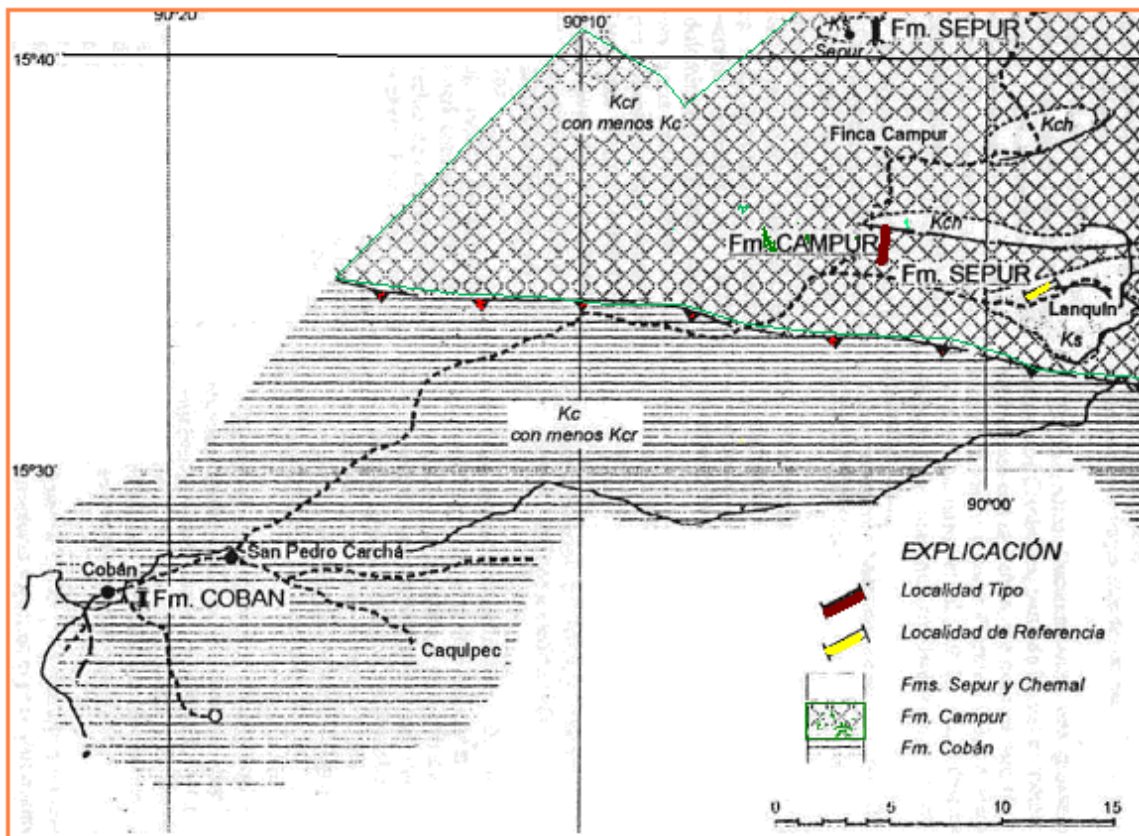 90°20'
90°10'
Ks
Fm. SEPUR
Sepur
15°40'
Kcr
con menos Kc
Kch
Finca Campur
Kch
Fm. CAMPUR
Fm. SEPUR
Lanquín
Ks
Kc
con menos Kcr
15°30'
90°00'
San Pedro Carchá
EXPLICACIÓN
Cobán
Localidad Tipo
Fm. COBAN
Localidad de Referencia
Caquipec
Fms. Sepur y Chemal
Fm. Campur
Fm. Cobán
0 5 10 15